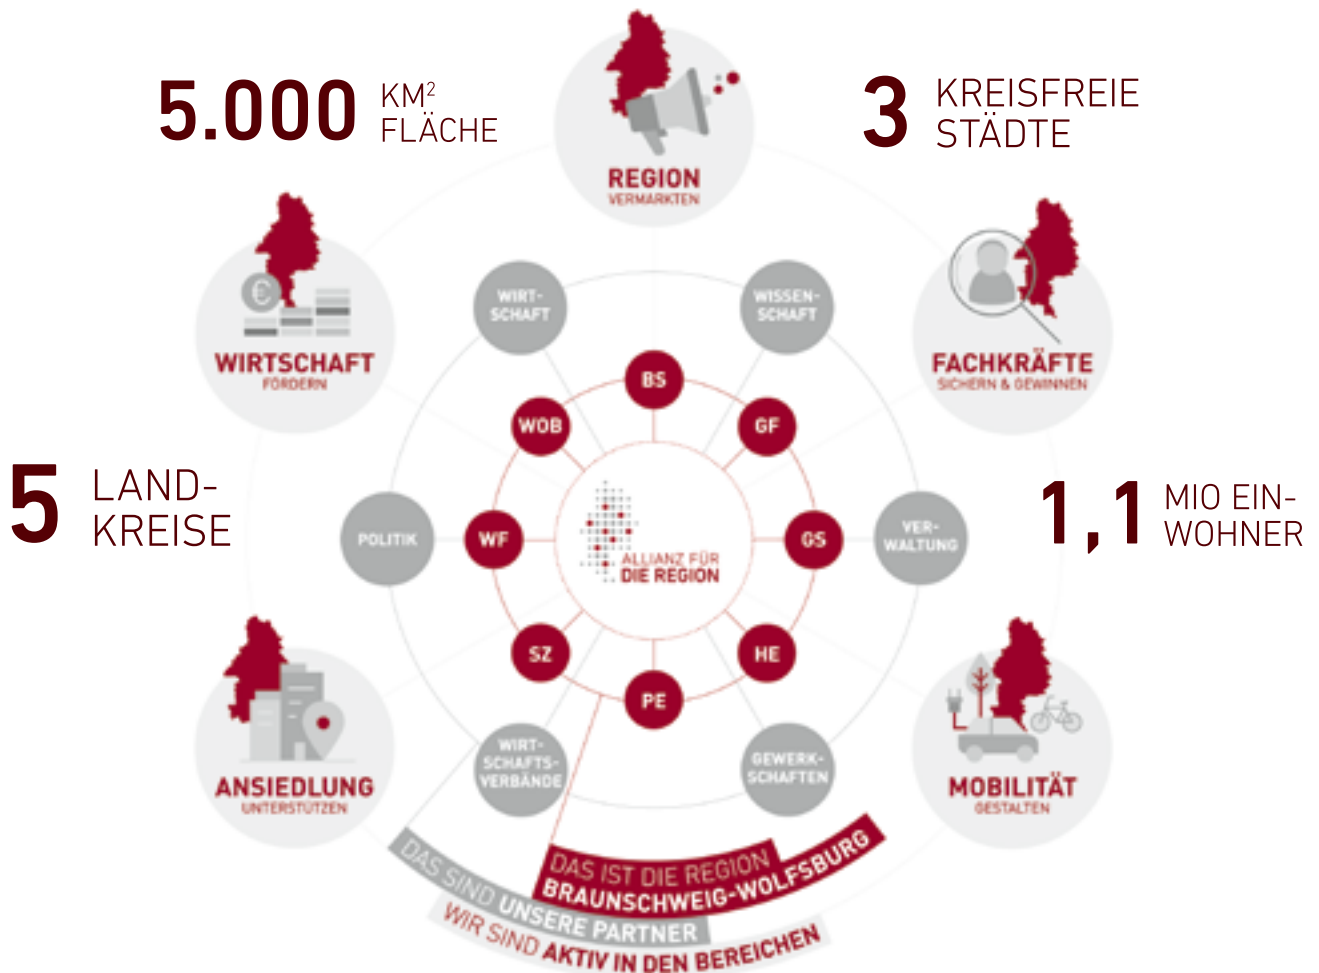 5.000 KM²
FLÄCHE
REGION
VERMARKTEN
3 KREISFREIE
STÄDTE
€
WIRTSCHAFT
FÖRDERN
WIRT-
SCHAFT
WISSEN-
SCHAFT
FACHKRÄFTE
SICHERN & GEWINNEN
BS
WOB
GF
5 LAND-
KREISE
POLITIK
WF
ALLIANZ FÜR
DIE REGION
GS
VER-
WALTUNG
1,1 MIO EIN-
WOHNER
SZ
HE
PE
ANSIEDLUNG
UNTERSTÜTZEN
WIRT-
SCHAFTS-
VERBÄNDE
GEWERK-
SCHAFTEN
MOBILITÄT
GESTALTEN
DAS IST DIE REGION
BRAUNSCHWEIG-WOLFSBURG
DAS SIND UNSERE PARTNER
WIR SIND AKTIV IN DEN BEREICHEN